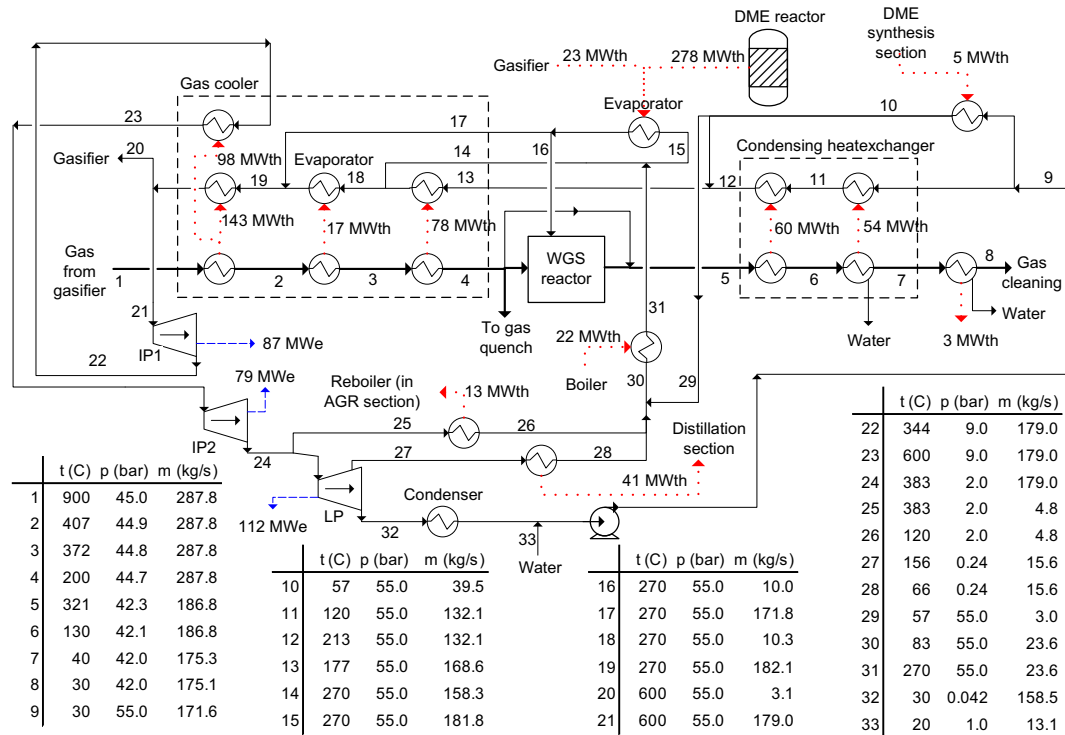 DME reactor
DME
synthesis
section
Gasifier
23 MWth
278 MWth
5 MWth
Gas cooler
Evaporator
10
23
17
14
16
15
Gasifier
20
98 MWth
Evaporator
Condensing heatexchanger
19
18
13
12
11
9
143 MWth
17 MWth
78 MWth
60 MWth
54 MWth
Gas
from
gasifier
WGS
reactor
1
2
3
4
5
6
7
8
Gas
cleaning
21
31
To gas
quench
Water
Water
3 MWth
IP1
87 MWe
22
22 MWth
Boiler
30
29
79 MWe
Reboiler (in
AGR section)
13 MWth
25
26
IP2
24
27
28
Distillation
section
41 MWth
112 MWe
LP
Condenser
32
33
Water
t (C) p (bar) m (kg/s)
1 900 45.0 287.8
2 407 44.9 287.8
3 372 44.8 287.8
4 200 44.7 287.8
5 321 42.3 186.8
6 130 42.1 186.8
7 40 42.0 175.3
8 30 42.0 175.1
9 30 55.0 171.6
t (C) p (bar) m (kg/s)
10 57 55.0 39.5
11 120 55.0 132.1
12 213 55.0 132.1
13 177 55.0 168.6
14 270 55.0 158.3
15 270 55.0 181.8
t (C) p (bar) m (kg/s)
16 270 55.0 10.0
17 270 55.0 171.8
18 270 55.0 10.3
19 270 55.0 182.1
20 600 55.0 3.1
21 600 55.0 179.0
t (C) p (bar) m (kg/s)
22 344 9.0 179.0
23 600 9.0 179.0
24 383 2.0 179.0
25 383 2.0 4.8
26 120 2.0 4.8
27 156 0.24 15.6
28 66 0.24 15.6
29 57 55.0 3.0
30 83 55.0 23.6
31 270 55.0 23.6
32 30 0.042 158.5
33 20 1.0 13.1